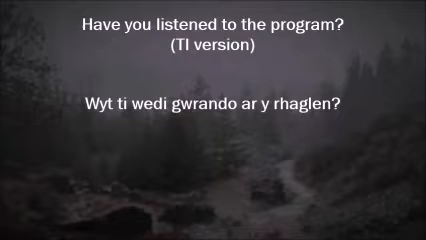 Have you listened to the program?
(TI version)
Wyt ti wedi gwrando ar y rhaglen?